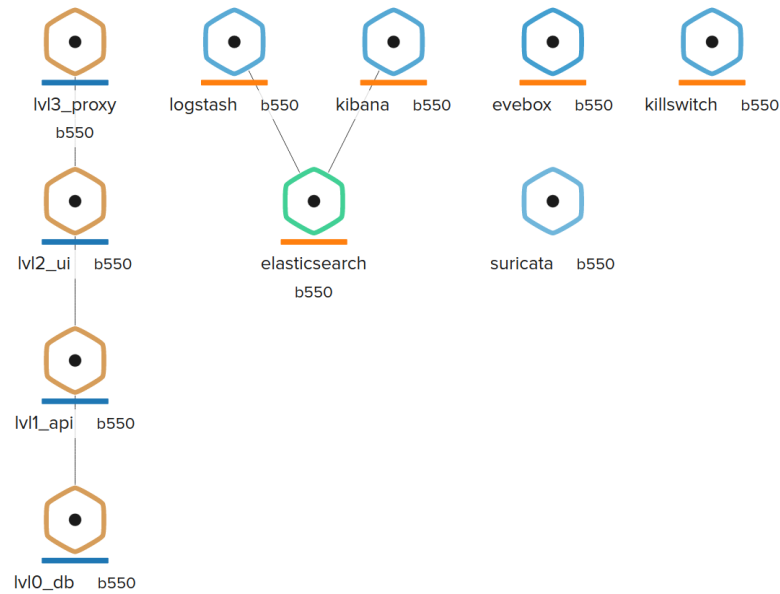 lvl3_proxy
b550
logstash b550
kibana b550
evebox b550
killswitch b550
lvl2_ui b550
elasticsearch
b550
suricata b550
lvl1_api b550
lvl0_db b550